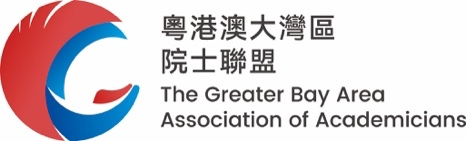 粵港澳大灣區
院士聯盟
The Greater Bay Area
Association of Academicians